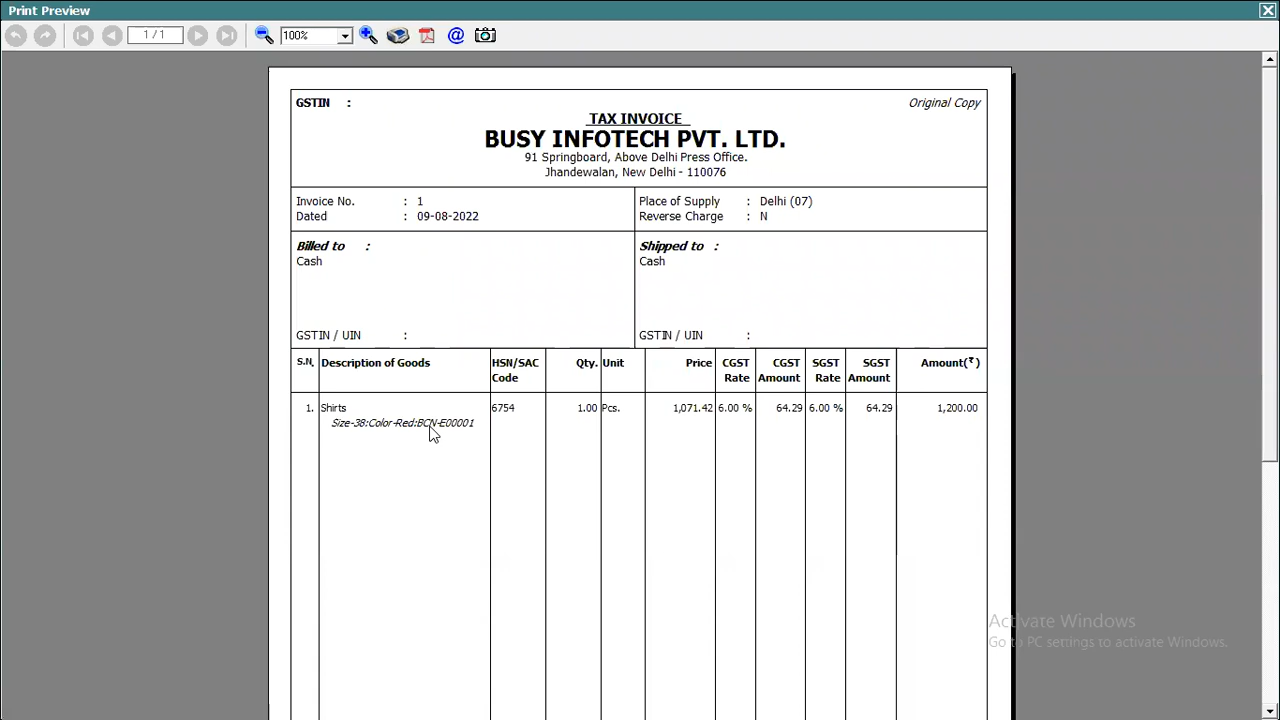 Print Preview
1 / 1
100%
GSTIN :
Original Copy
TAX INVOICE
BUSY INFOTECH PVT. LTD.
91 Springboard, Above Delhi Press Office.
Jhandewalan, New Delhi - 110076
Invoice No. : 1
Dated : 09-08-2022
Place of Supply : Delhi (07)
Reverse Charge : N
Billed to :
Cash
GSTIN / UIN :
Shipped to :
Cash
GSTIN / UIN :
S.N. Description of Goods HSN/SAC Code Qty. Unit Price CGST Rate CGST Amount SGST Rate SGST Amount Amount(₹)
1. Shirts 6754 1.00 Pcs. 1,071.42 6.00 % 64.29 6.00 % 64.29 1,200.00
Size-38:Color-Red:BCN-E00001
Activate Windows
Go to PC settings to activate Windows.